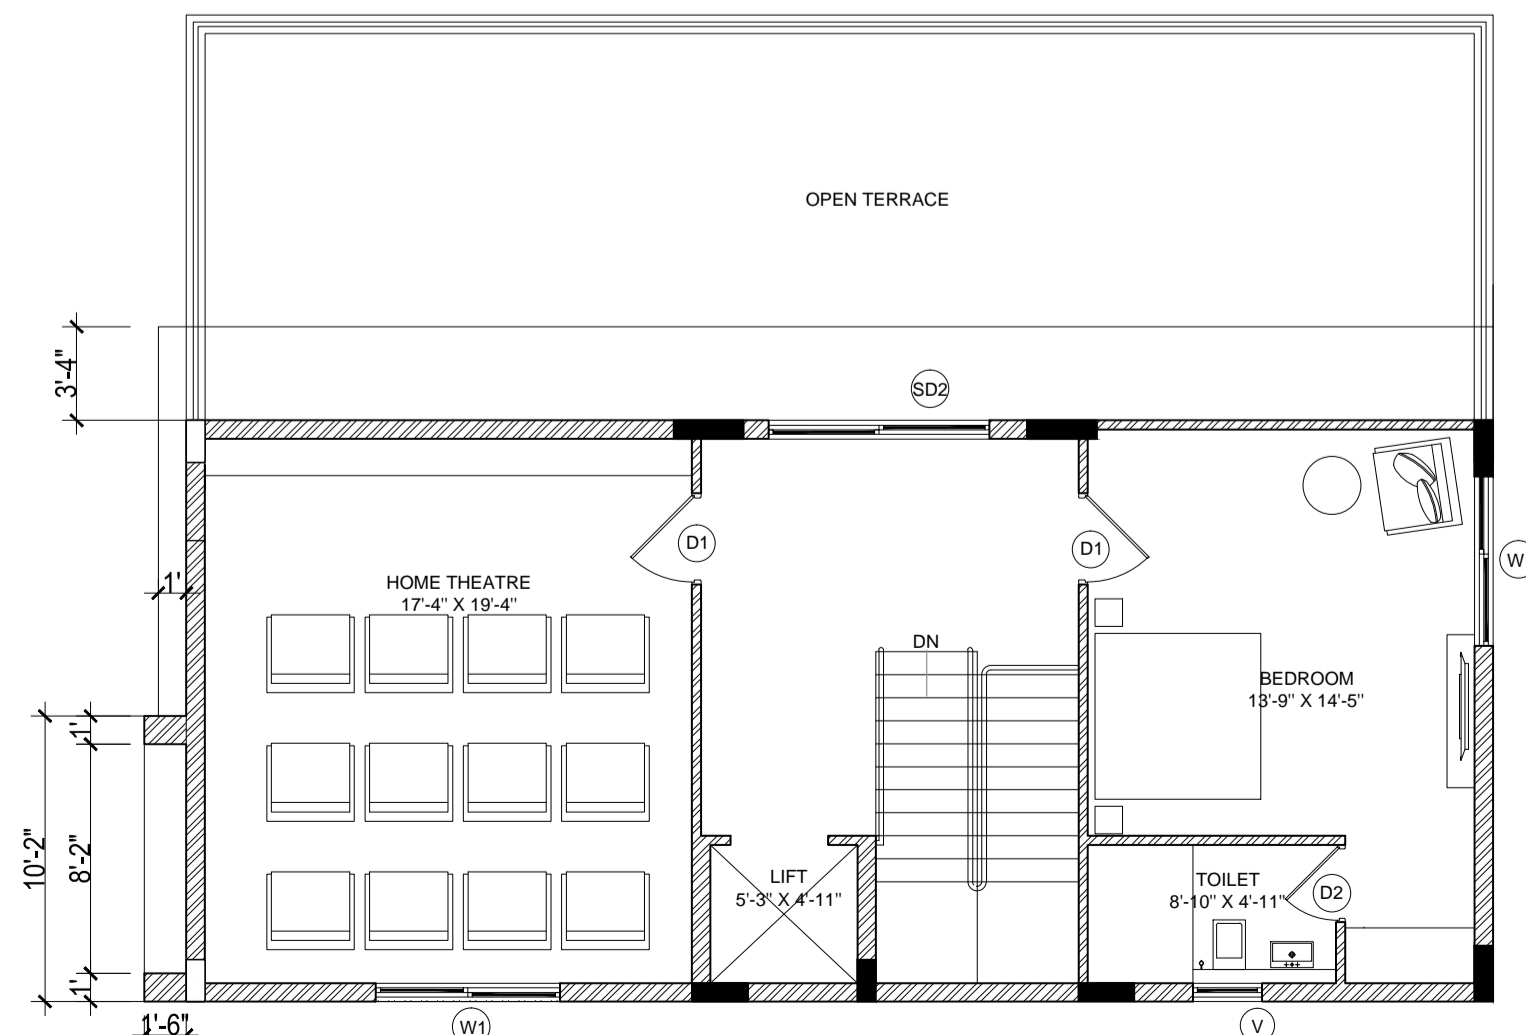 OPEN TERRACE
3'-4"
SD2
D1
D1
1'
HOME THEATRE
17'-4" X 19'-4"
W
DN
BEDROOM
13'-9" X 14'-5"
1'
10'-2"
8'-2"
LIFT
5'-3" X 4'-11"
TOILET
8'-10" X 4'-11"
D2
1'
1'-6"
W1
V